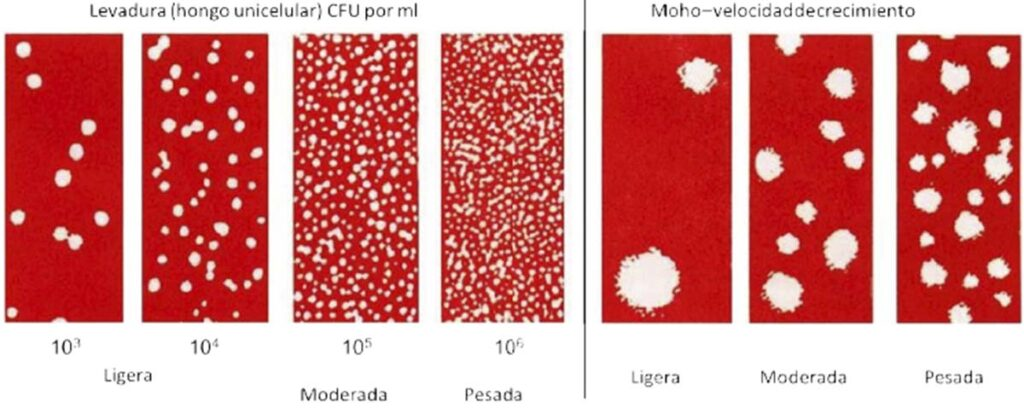 Levadura (hongo unicelular) CFU por ml
10³ 10⁴ 10⁵ 10⁶
Ligera
Moderada Pesada
Moho–velocidaddecrecimiento
Ligera Moderada Pesada